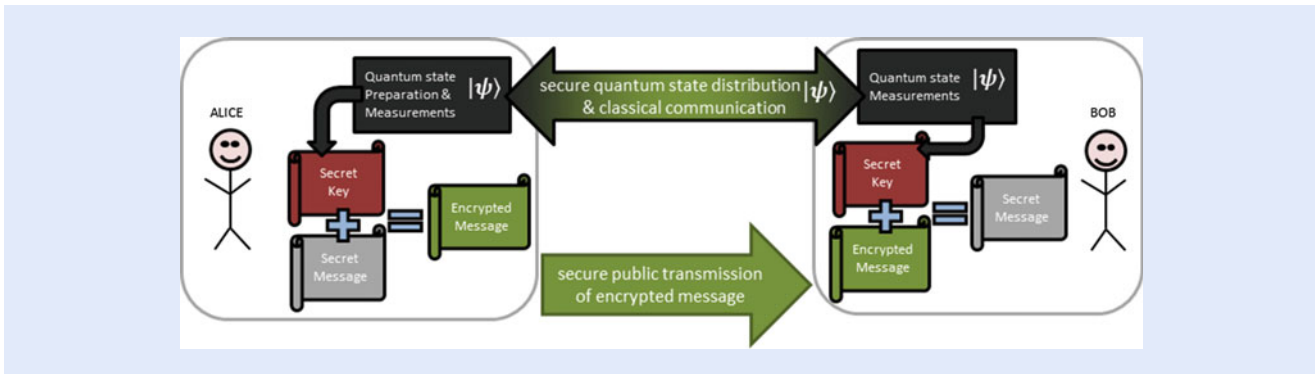 ALICE
Quantum state
Preparation &
Measurements
|ψ⟩
Secret
Key
Secret
Message
Encrypted
Message
secure quantum state distribution |ψ⟩
& classical communication
secure public transmission
of encrypted message
Quantum state
Measurements
|ψ⟩
BOB
Secret
Key
Encrypted
Message
Secret
Message